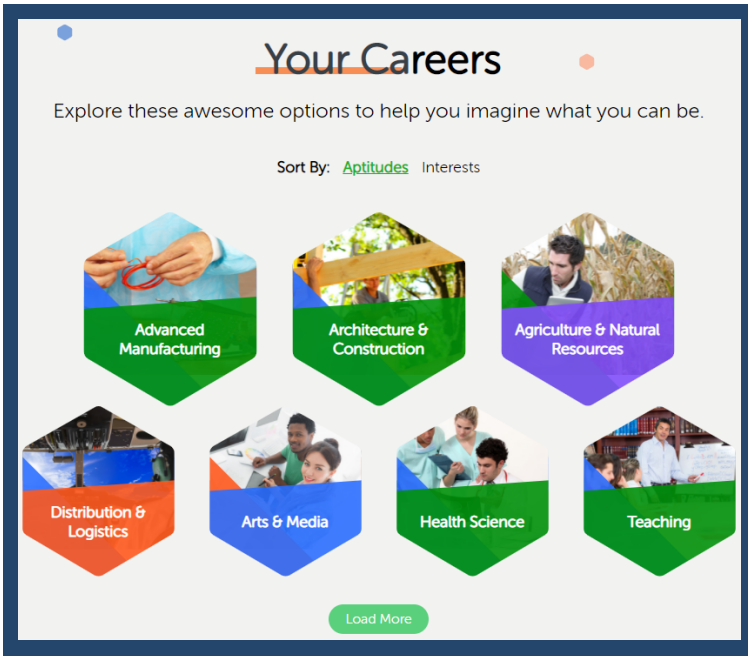 Your Careers
Explore these awesome options to help you imagine what you can be.
Sort By: Aptitudes Interests
Advanced
Manufacturing
Architecture &
Construction
Agriculture & Natural
Resources
Distribution &
Logistics
Arts & Media
Health Science
Teaching
Load More